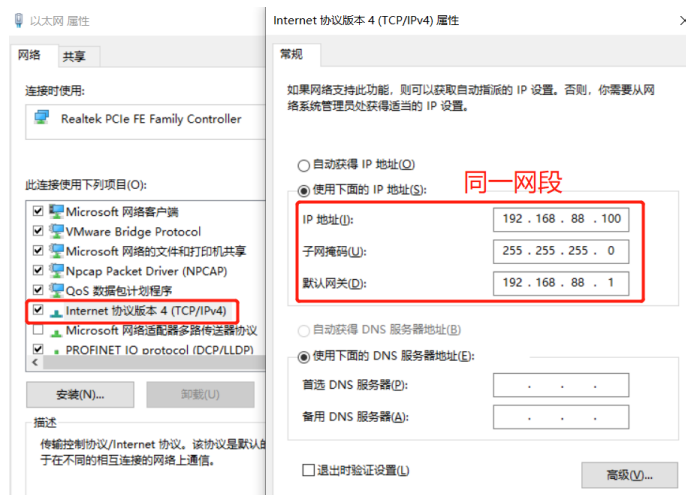 以太网 属性
网络
共享
连接时使用:
Realtek PCIe FE Family Controller
此连接使用下列项目(O):
Microsoft 网络客户端
VMware Bridge Protocol
Microsoft 网络的文件和打印机共享
Npcap Packet Driver (NPCAP)
QoS 数据包计划程序
Internet 协议版本 4 (TCP/IPv4)
Microsoft 网络适配器多路传送器协议
PROFINET IO protocol (DCP/LLDP)
安装(N)...
卸载(U)
描述
传输控制协议/Internet 协议。该协议是默认的
于在不同的相互连接的网络上通信。
Internet 协议版本 4 (TCP/IPv4) 属性
常规
如果网络支持此功能，则可以获取自动指派的 IP 设置。否则，你需要从网
络系统管理员处获得适当的 IP 设置。
自动获得 IP 地址(O)
同一网段
使用下面的 IP 地址(S):
IP 地址(I):
192 . 168 . 88 . 100
子网掩码(U):
255 . 255 . 255 . 0
默认网关(D):
192 . 168 . 88 . 1
自动获得 DNS 服务器地址(B)
使用下面的 DNS 服务器地址(E):
首选 DNS 服务器(P):
. . .
备用 DNS 服务器(A):
. . .
退出时验证设置(L)
高级(V)...